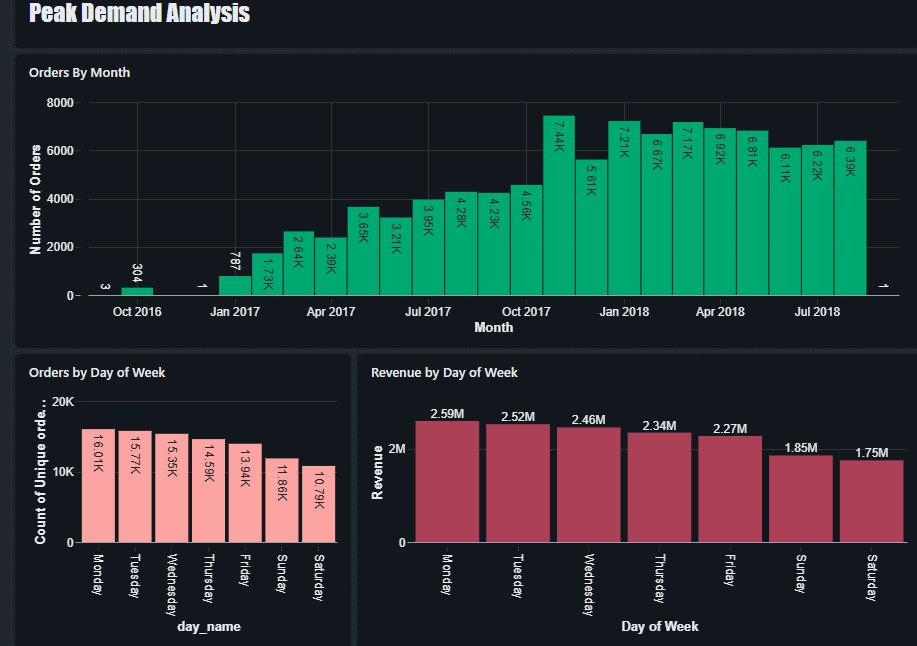 Peak Demand Analysis
Orders By Month
Number of Orders
8000
6000
4000
2000
0
3
304
1
787
1.73K
2.64K
2.39K
3.65K
3.21K
3.95K
4.28K
4.23K
4.56K
7.44K
5.61K
7.21K
6.67K
7.17K
6.92K
6.81K
6.11K
6.22K
6.39K
1
Oct 2016
Jan 2017
Apr 2017
Jul 2017
Oct 2017
Jan 2018
Apr 2018
Jul 2018
Month
Orders by Day of Week
Count of Unique orde...
20K
10K
0
16.01K
15.77K
15.35K
14.59K
13.94K
11.86K
10.79K
Monday
Tuesday
Wednesday
Thursday
Friday
Sunday
Saturday
day_name
Revenue by Day of Week
Revenue
2M
0
2.59M
2.52M
2.46M
2.34M
2.27M
1.85M
1.75M
Monday
Tuesday
Wednesday
Thursday
Friday
Sunday
Saturday
Day of Week